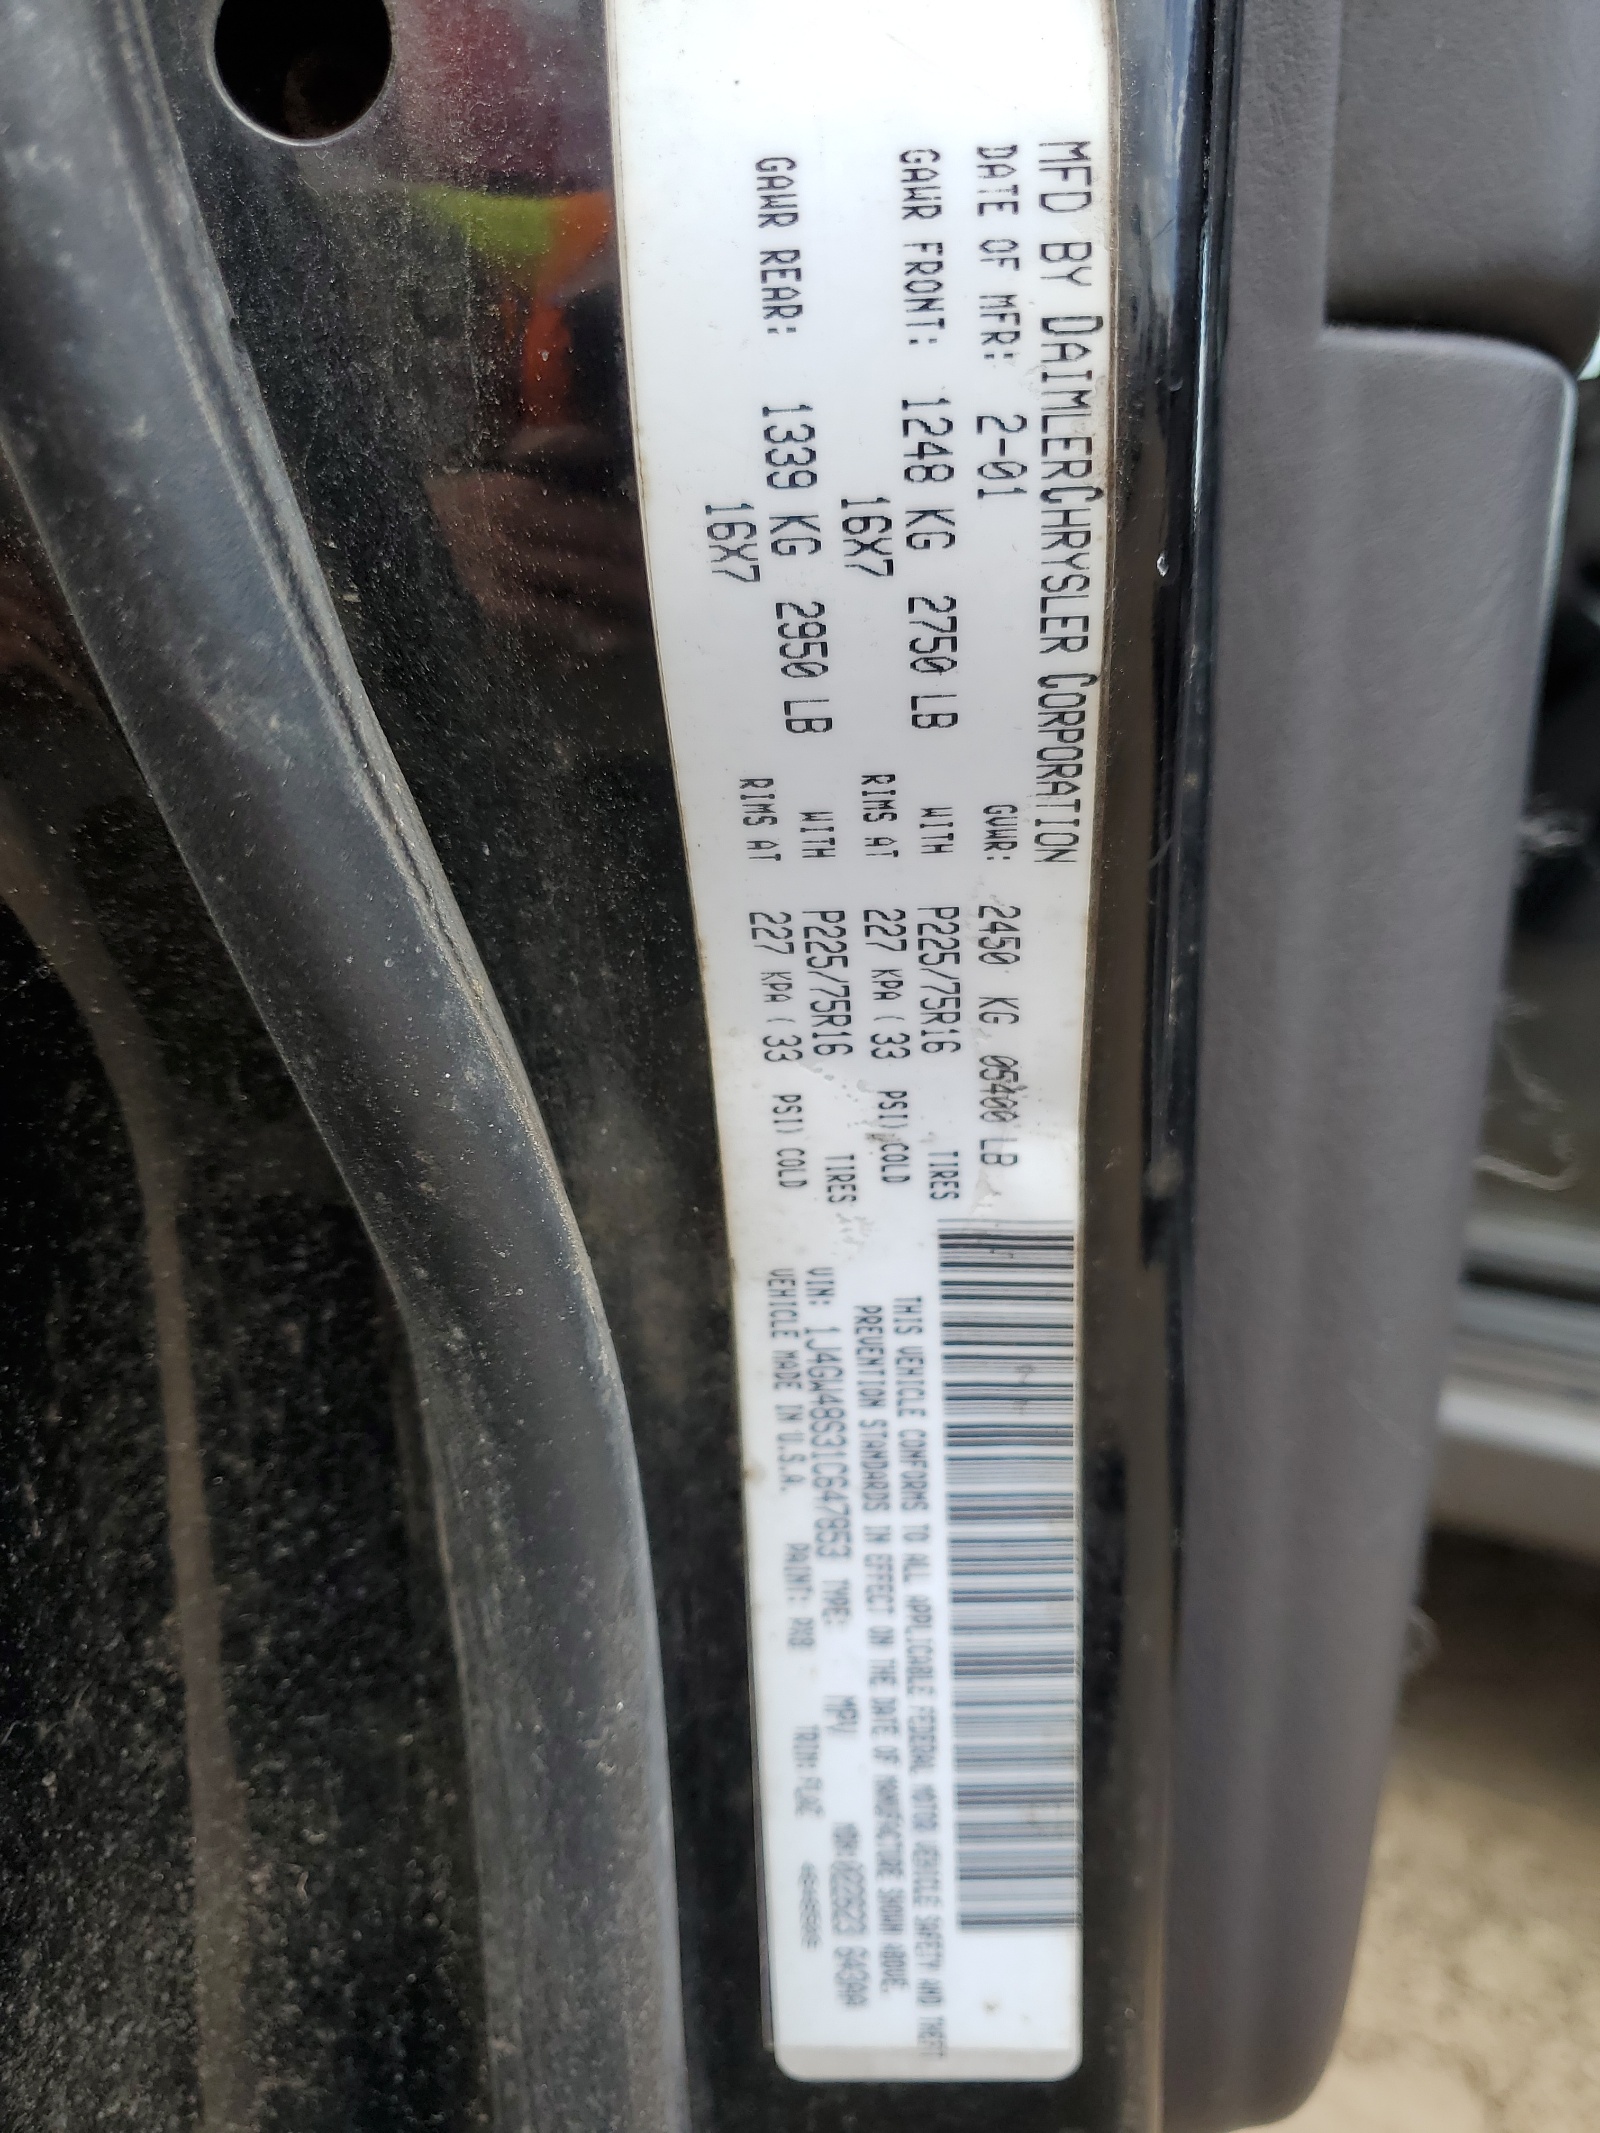 MFD BY DAIMLERCHRYSLER CORPORATION
DATE OF MFR: 2-01 GVWR: 2450 KG 05400 LB
GAWR FRONT: 1248 KG 2750 LB WITH P225/75R16 TIRES
16X7 RIMS AT 227 KPA ( 33 PSI) COLD
GAWR REAR: 1339 KG 2950 LB WITH P225/75R16 TIRES
16X7 RIMS AT 227 KPA ( 33 PSI) COLD
THIS VEHICLE CONFORMS TO ALL APPLICABLE FEDERAL MOTOR VEHICLE SAFETY AND THEFT
PREVENTION STANDARDS IN EFFECT ON THE DATE OF MANUFACTURE SHOWN ABOVE.
VIN: 1J4GW48S31C647853 TYPE: MPV
VEHICLE MADE IN U.S.A. PAINT: PX8 TRIM: